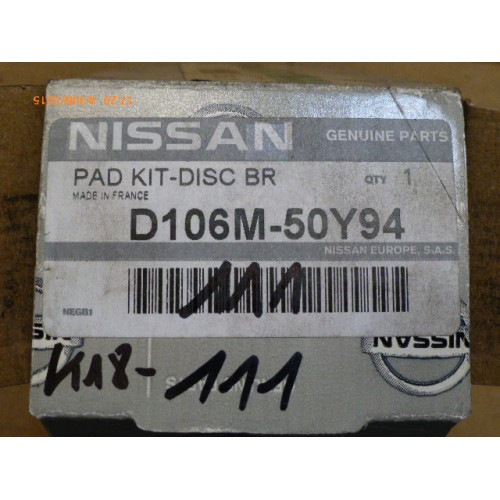 NISSAN GENUINE PARTS
PAD KIT-DISC BR QTY 1
MADE IN FRANCE
D106M-50Y94
NISSAN EUROPE, S.A.S.
111
NEGB1
NISSAN
K18-111